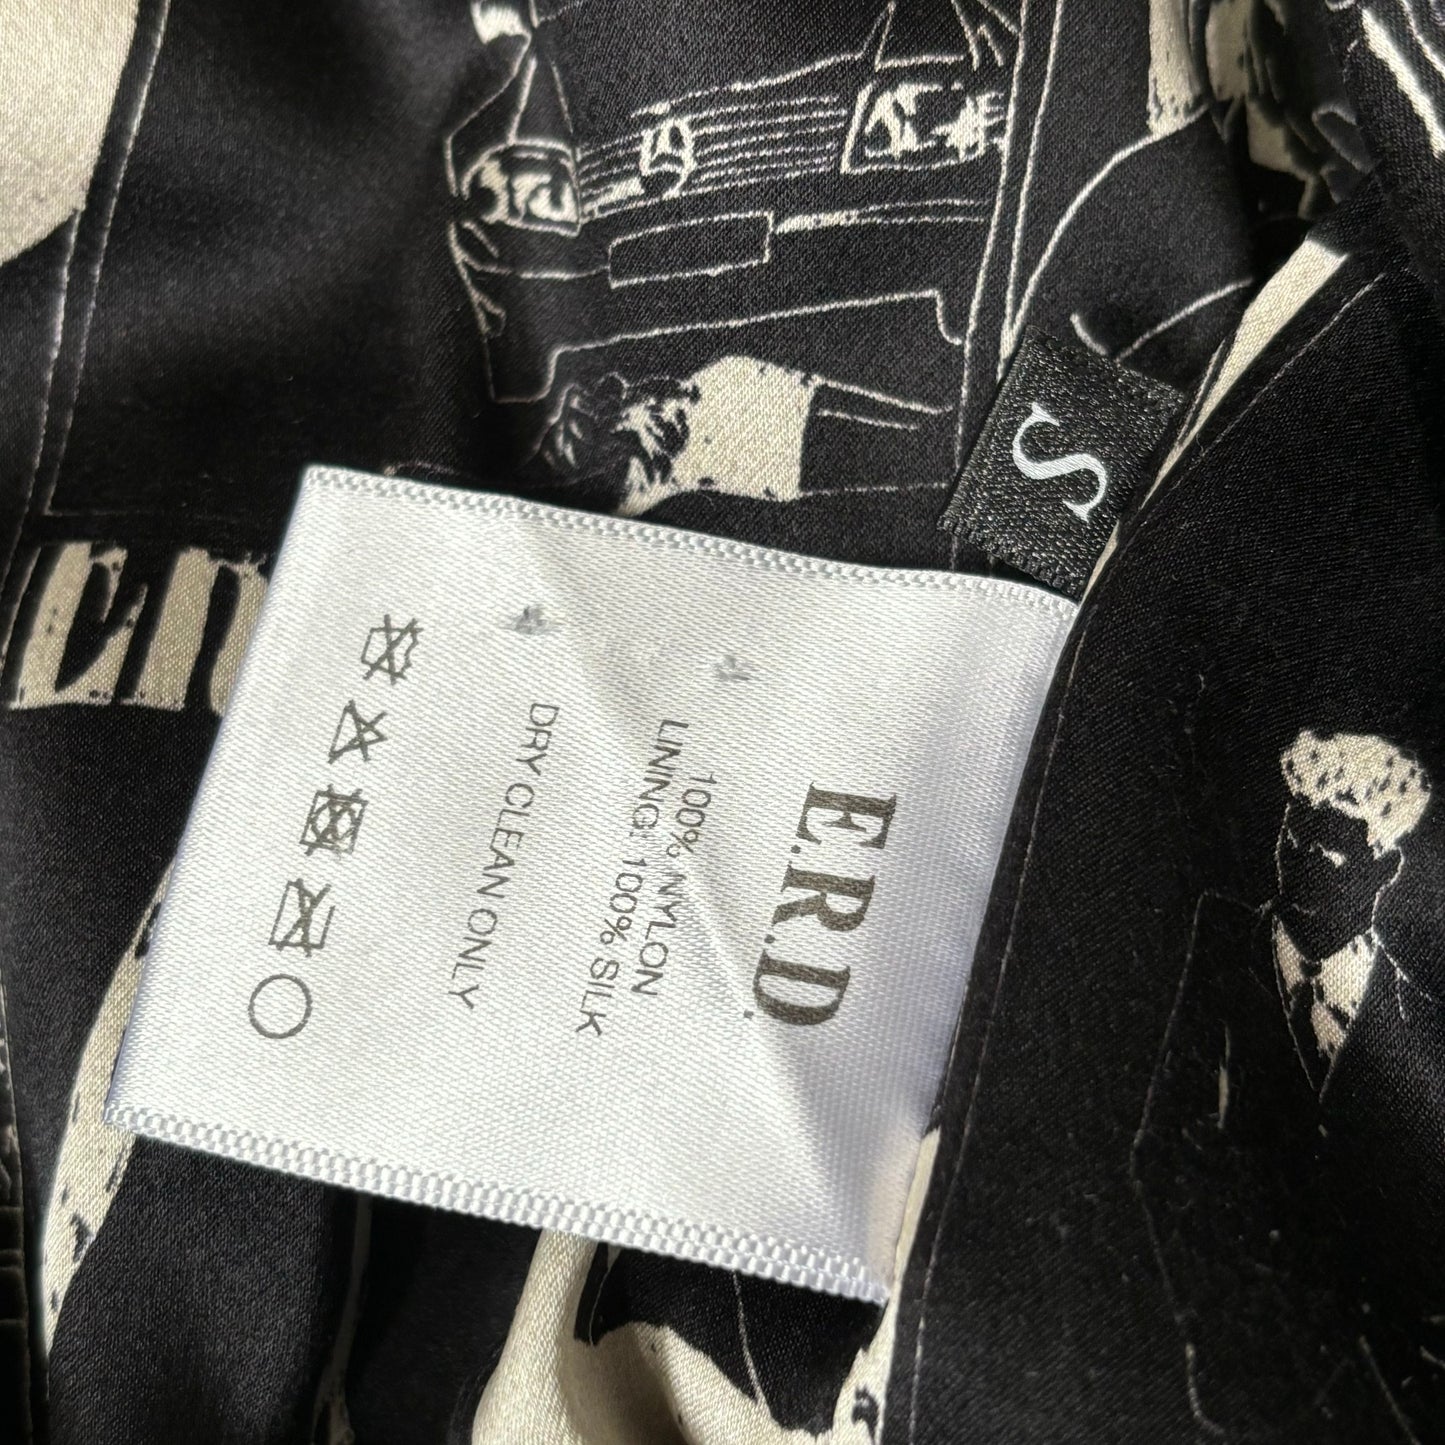 S
E.R.D.
100% NYLON
LINING: 100% SILK
DRY CLEAN ONLY